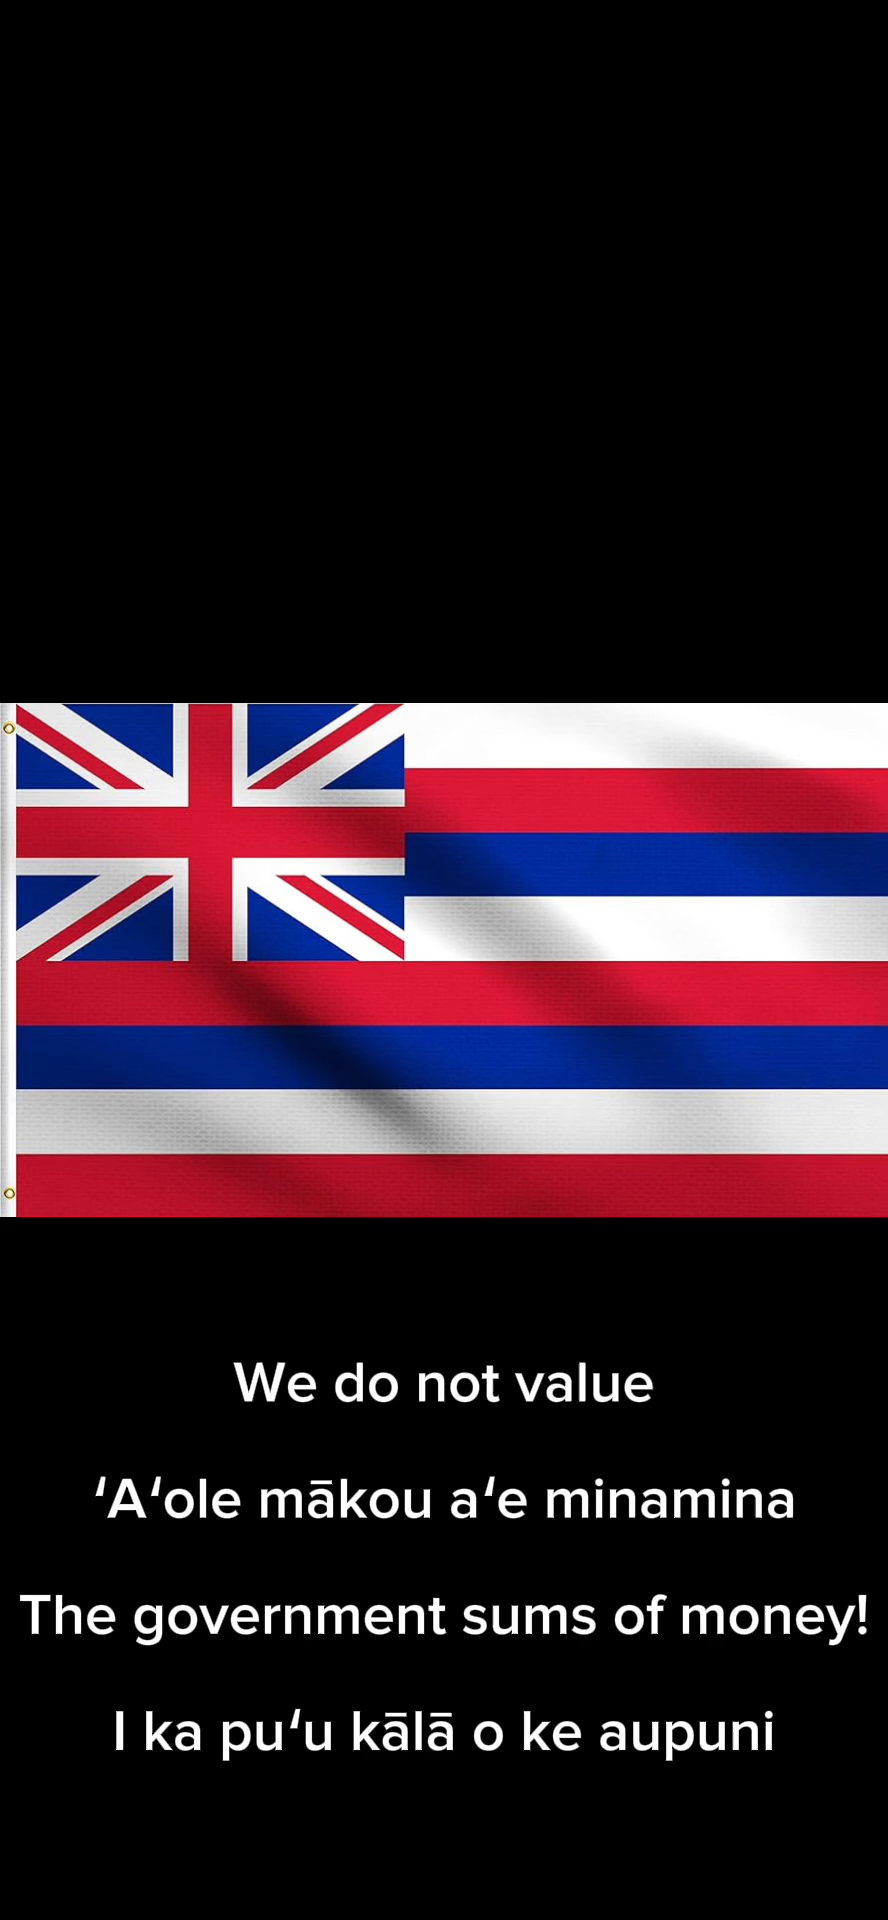 We do not value
ʻAʻole mākou aʻe minamina
The government sums of money!
I ka puʻu kālā o ke aupuni